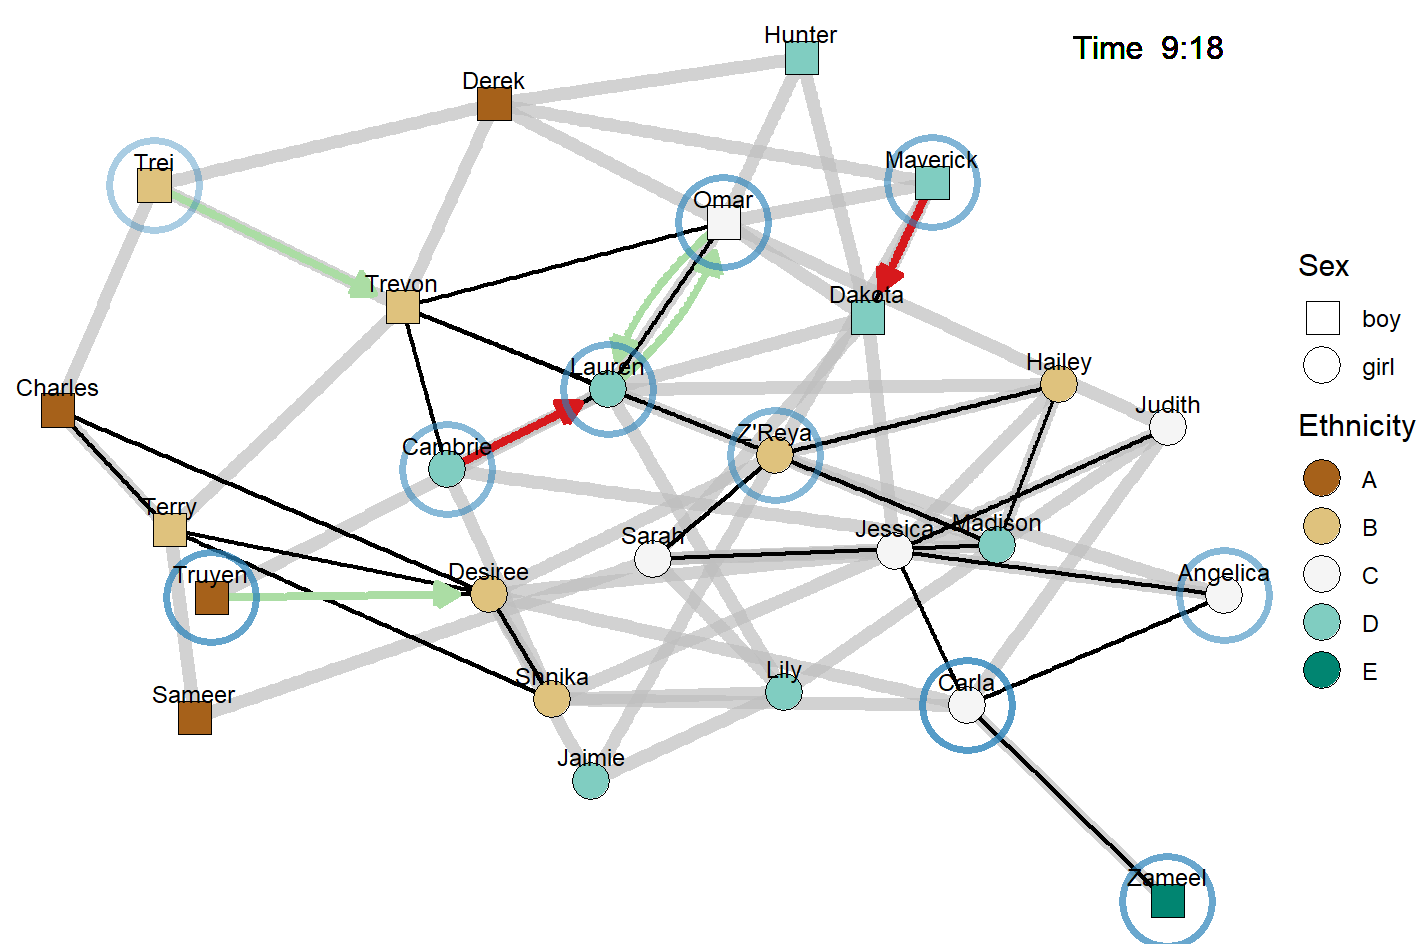 Hunter
Time 9:18
Derek
Trei
Maverick
Omar
Trevon
Dakota
Sex
boy
girl
Lauren
Hailey
Charles
Judith
Ethnicity
Cambrie
Z'Reya
A
Terry
Sarah
Jessica
Madison
B
Truyen
Desiree
Angelica
C
D
Sameer
Shnika
Lily
Carla
E
Jaimie
Zameel